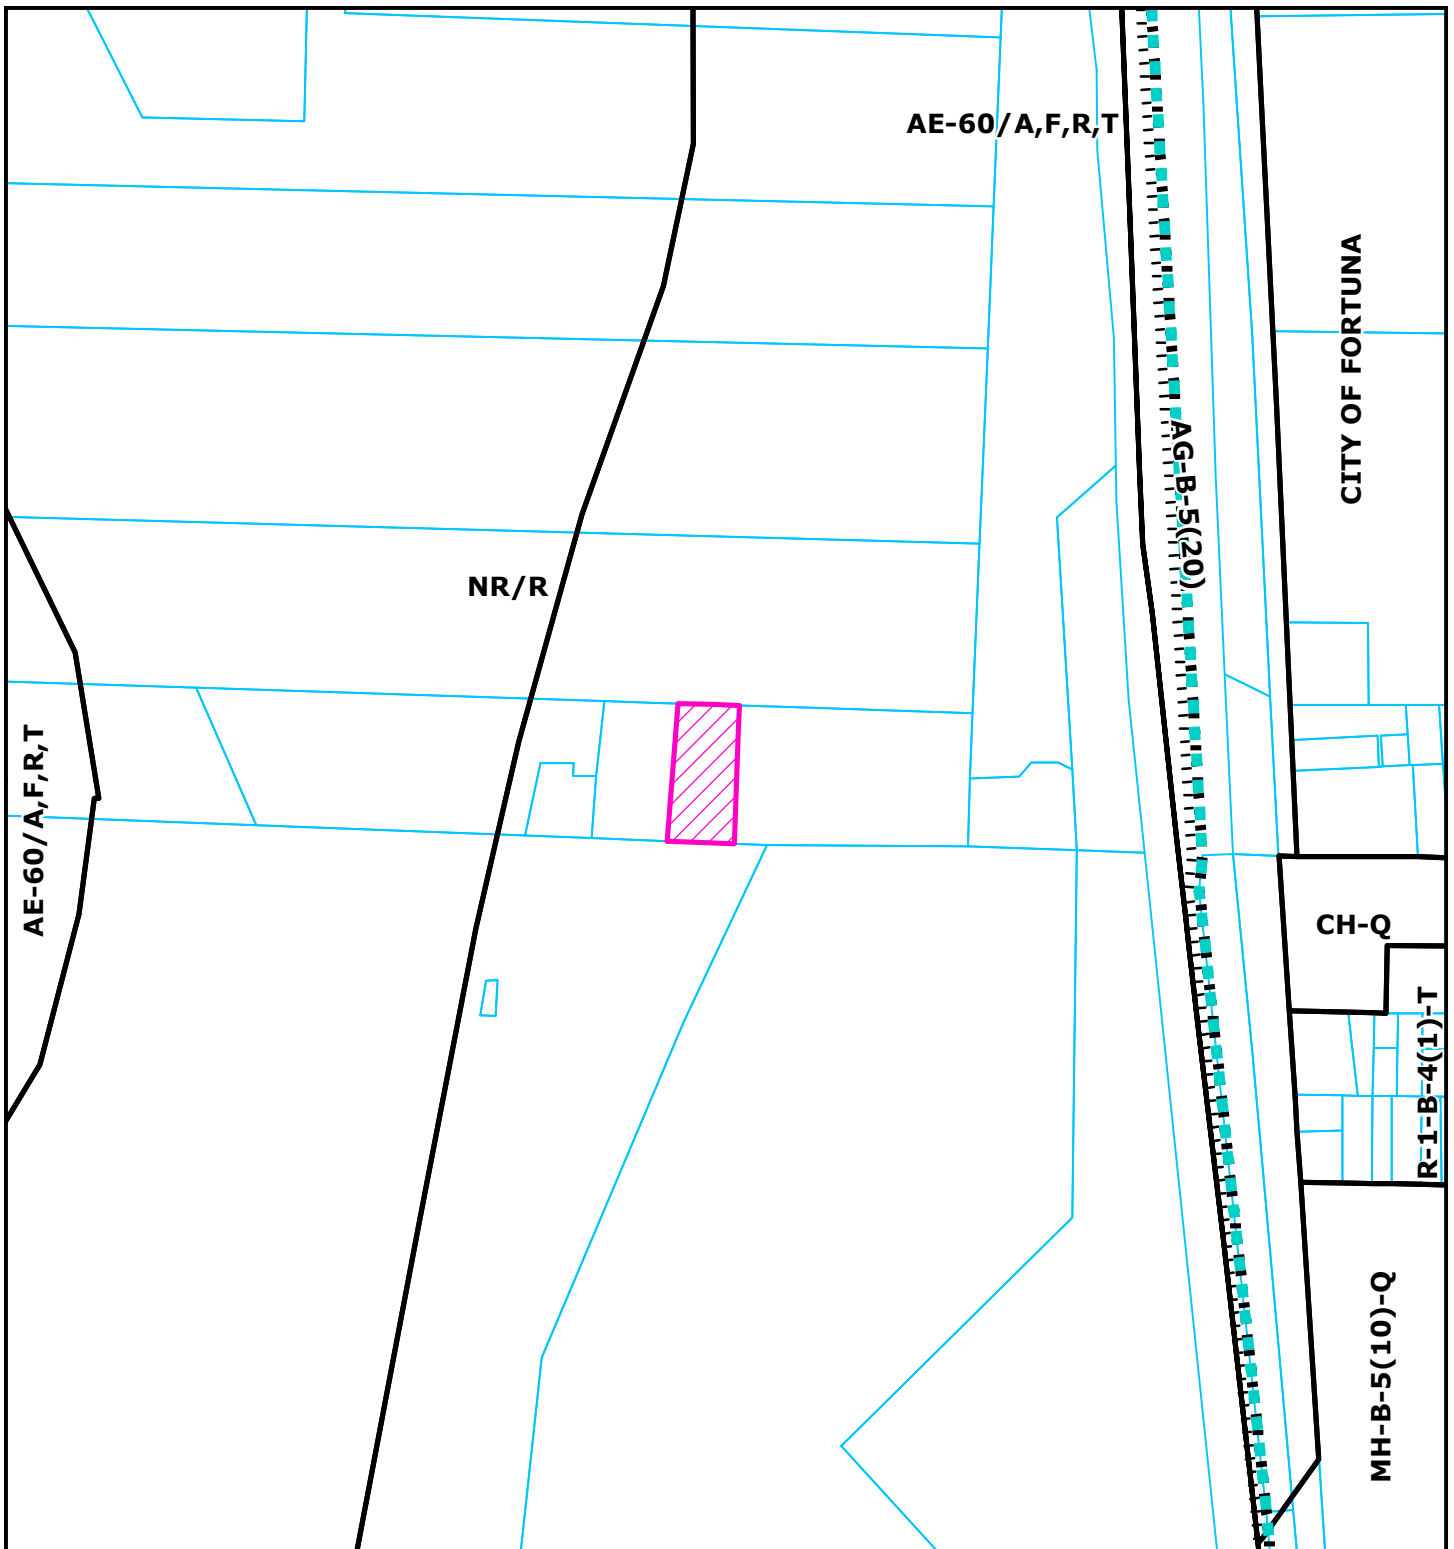 AE-60/A,F,R,T
CITY OF FORTUNA
AG-B-5(20)
NR/R
AE-60/A,F,R,T
CH-Q
R-1-B-4(1)-T
MH-B-5(10)-Q